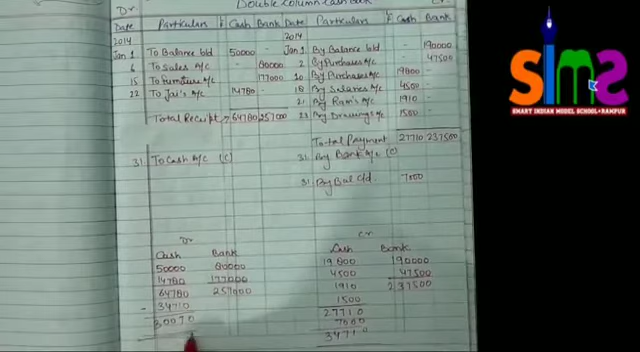 Double Column Cash Book
Dr Cr
Date Particulars F Cash Bank Date Particulars F Cash Bank
2014 2014
Jan 1 To Balance b/d 50000 - Jan 1 By Balance b/d - 190000
6 To Sales A/c - 80000 2 By Purchases A/c - 47500
15 To Furniture A/c 177000 10 By Purchases A/c 19800 -
22 To Jai's A/c 14780 - 18 By Salaries A/c 4500 -
21 By Ram's A/c 1910 -
Total Receipt 64780 257000 23 By Drawings A/c 1500 -
Total Payment 27710 237500
31. To Cash A/c (C) 31. By Bank A/c (C)
31. By Bal c/d. 7000
Dr Cr
Cash Bank Cash Bank
50000 80000 19800 190000
14780 177000 4500 47500
64780 257000 1910 237500
- 34710 1500
30070 27710
7000
34710
SIMS
SMART INDIAN MODEL SCHOOL RAMPUR